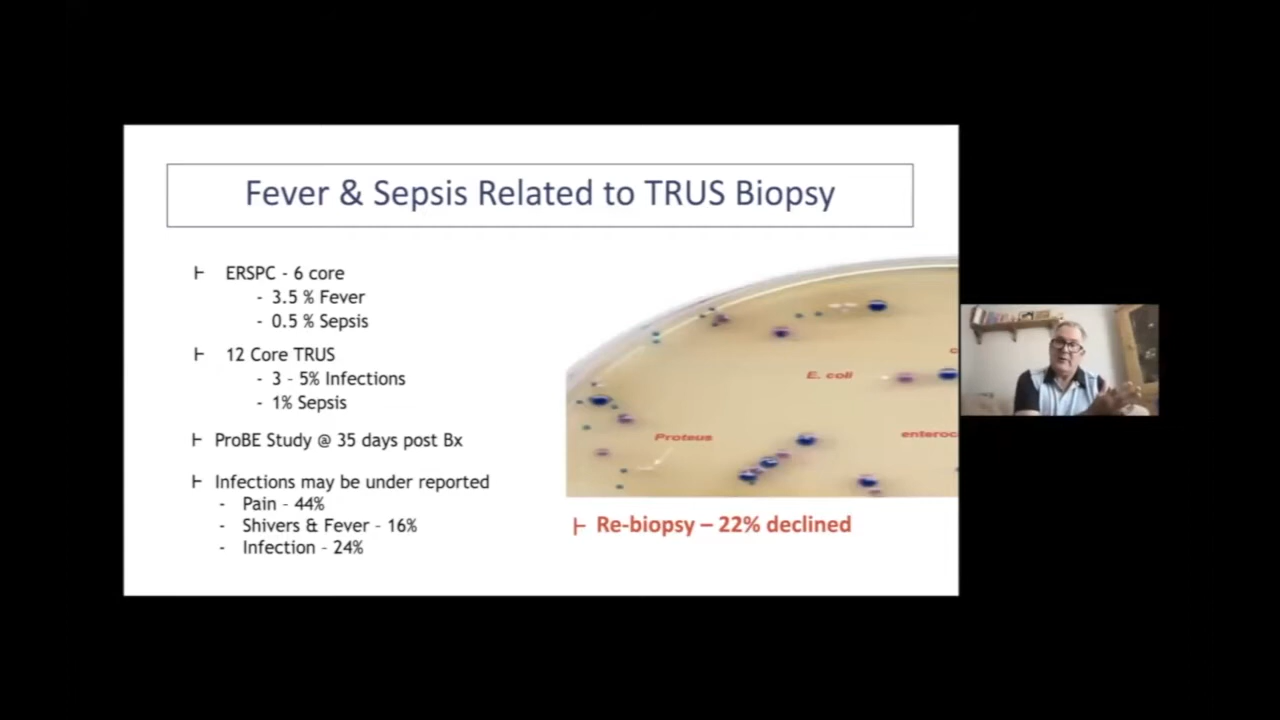 Fever & Sepsis Related to TRUS Biopsy
⊢ ERSPC - 6 core
- 3.5 % Fever
- 0.5 % Sepsis
⊢ 12 Core TRUS
- 3 - 5% Infections
- 1% Sepsis
⊢ ProBE Study @ 35 days post Bx
⊢ Infections may be under reported
- Pain - 44%
- Shivers & Fever - 16%
- Infection - 24%
E. coli
Proteus
⊢ Re-biopsy – 22% declined